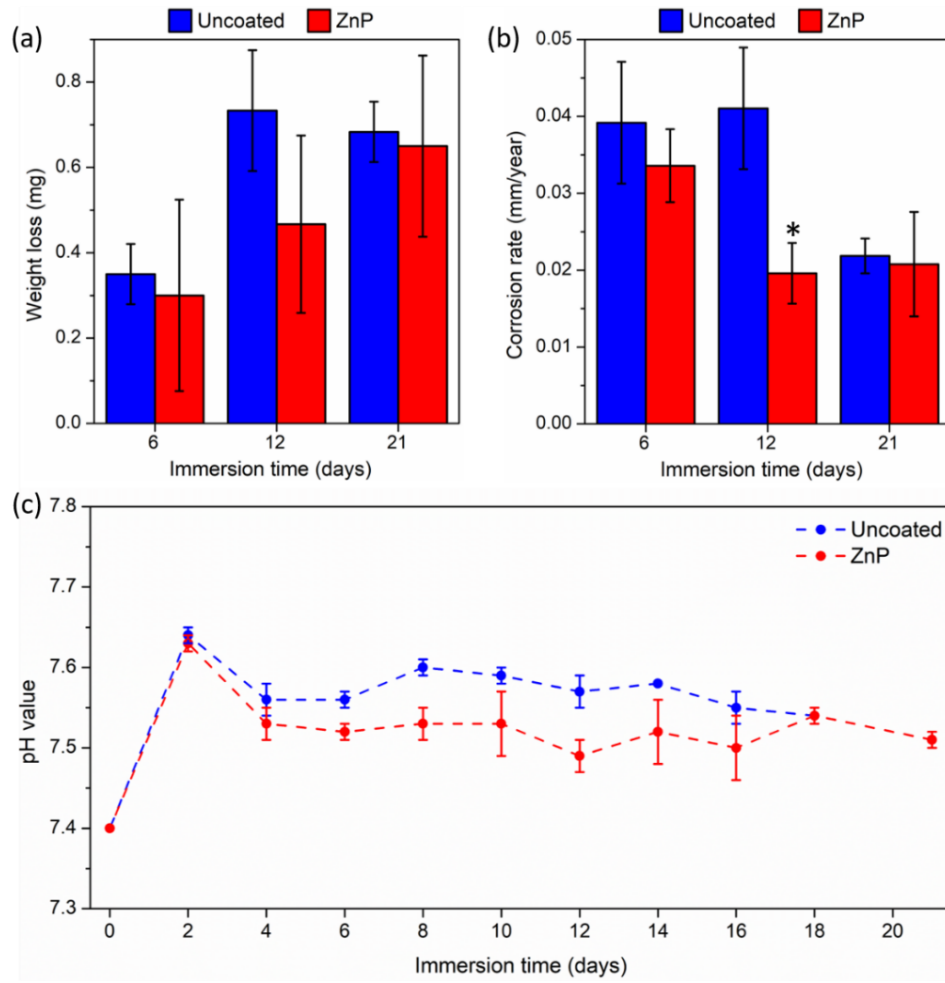 (a)
Uncoated ZnP
Weight loss (mg)
0.8
0.6
0.4
0.2
0.0
6 12 21
Immersion time (days)
(b)
Uncoated ZnP
Corrosion rate (mm/year)
0.05
0.04
0.03
0.02
0.01
0.00
*
6 12 21
Immersion time (days)
(c)
Uncoated
ZnP
pH value
7.8
7.7
7.6
7.5
7.4
7.3
0 2 4 6 8 10 12 14 16 18 20
Immersion time (days)